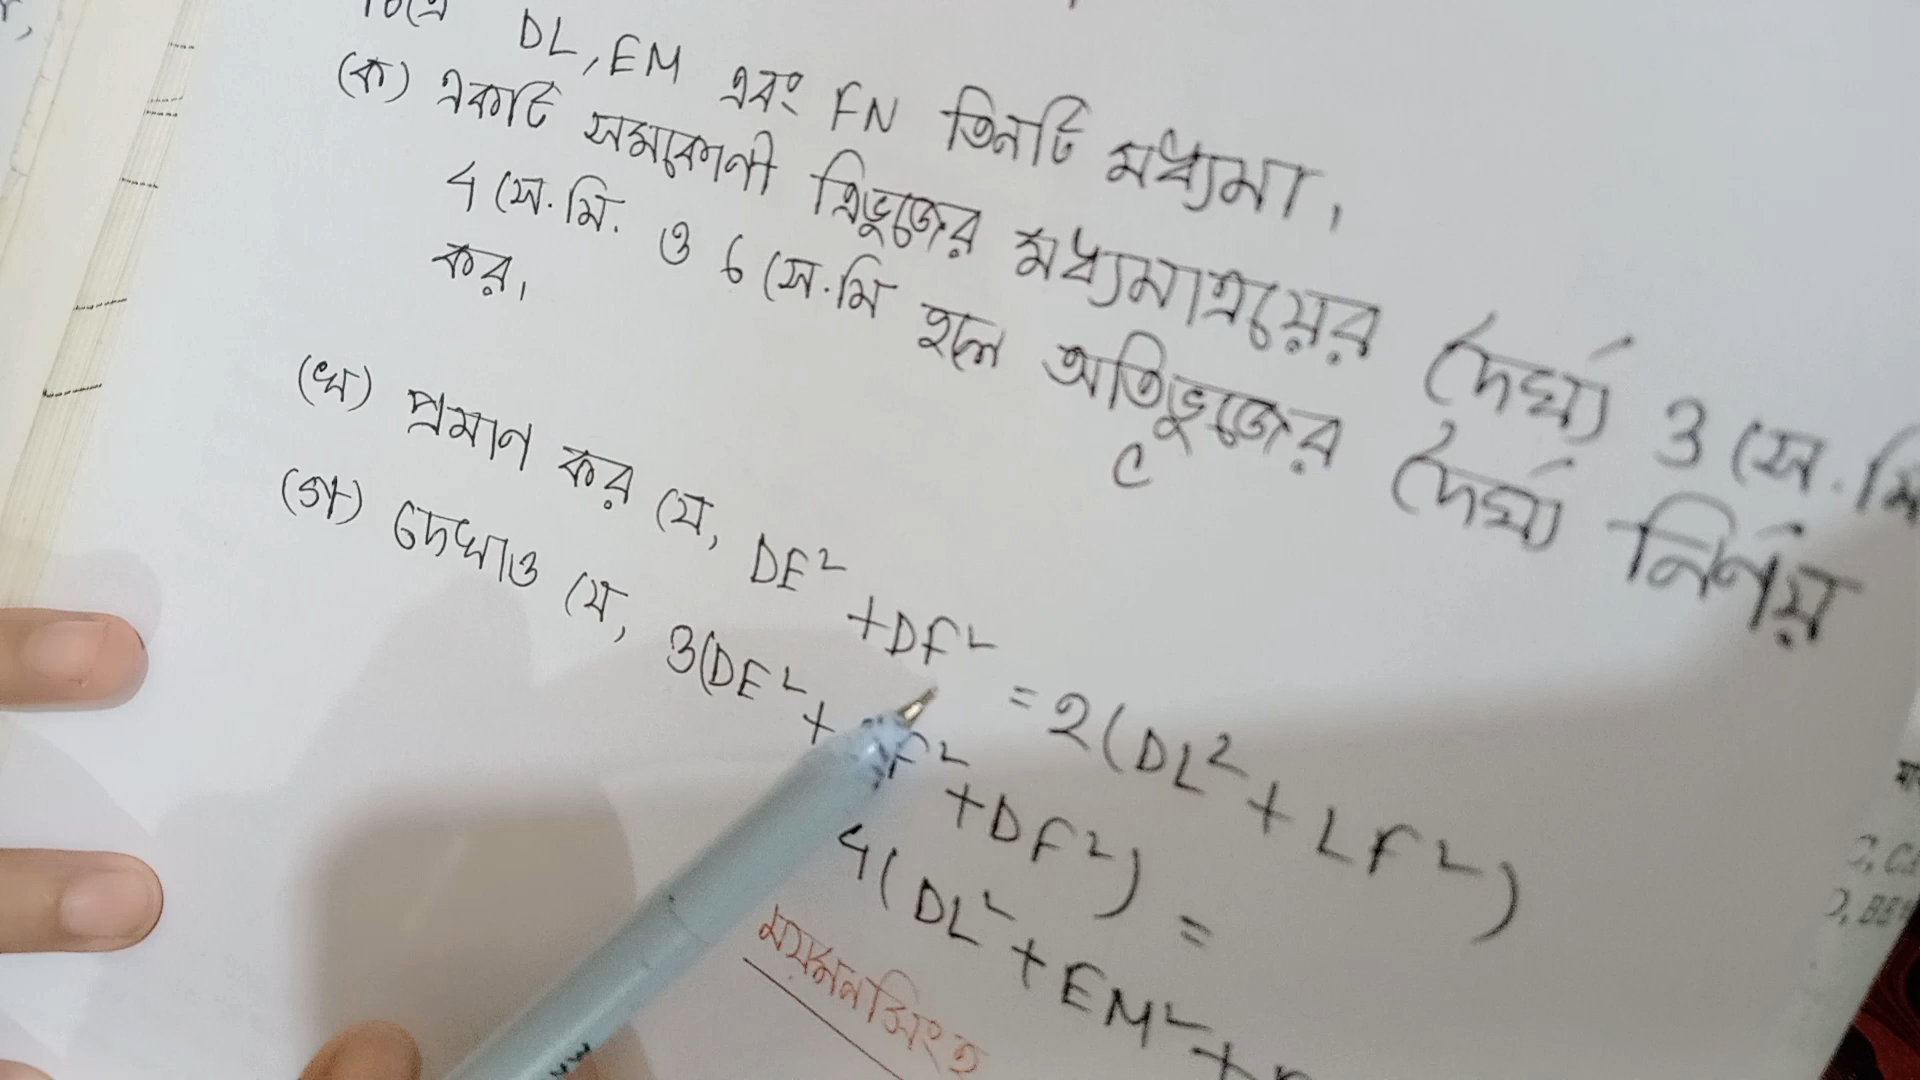 DL, EM এবং FN তিনটি মধ্যমা।
(ক) একটি সমকোণী ত্রিভুজের মধ্যমাত্রয়ের দৈর্ঘ্য 3 সে. মি
4 সে.মি. ও 6 সে.মি হলে অতিভুজের দৈর্ঘ্য নির্ণয়
c
কর।
(খ) প্রমান কর যে, DE² + DF² = 2(DL² + LF²)
(গ) দেখাও যে, 3(DE² + F² + DF²) =
4(DL² + EM² +
ময়মনসিংহ